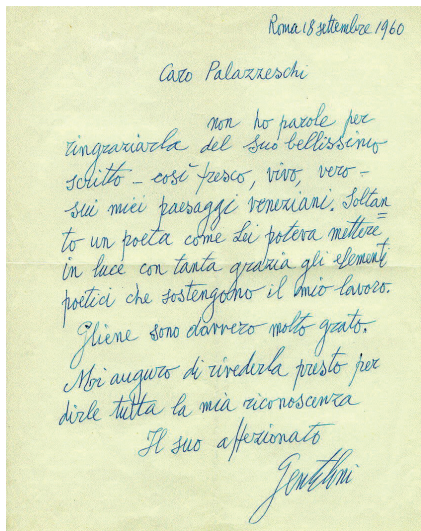 Roma 18 settembre 1960
Caro Palazzeschi
non ho parole per
ringraziarla del suo bellissimo
scritto - così fresco, vivo, vero -
sui miei paesaggi veneziani. Soltan=
to un poeta come Lei poteva mettere
in luce con tanta grazia gli elementi
poetici che sostengono il mio lavoro.
Gliene sono davvero molto grato.
Mi auguro di rivederla presto per
dirle tutta la mia riconoscenza
Il suo affezionato
Gentilini